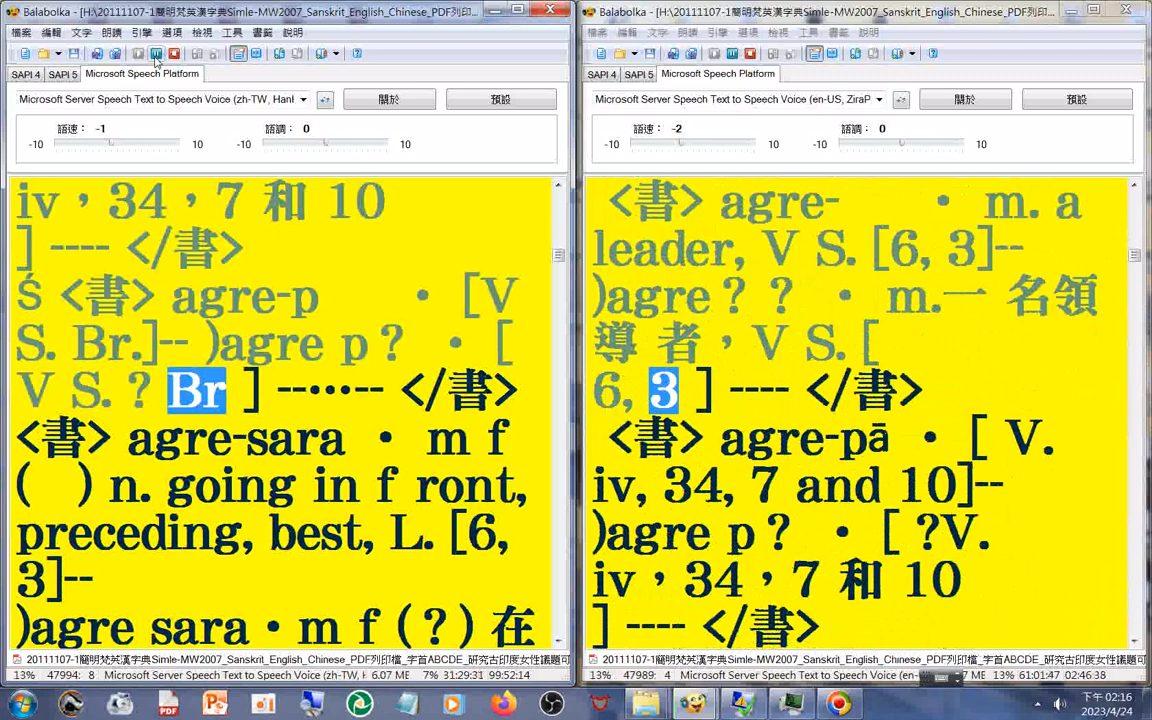 Balabolka - [H:\20111107-1簡明梵英漢字典Simle-MW2007_Sanskrit_English_Chinese_PDF列印...
檔案 編輯 文字 朗讀 引擎 選項 檢視 工具 書籤 說明
SAPI 4 SAPI 5 Microsoft Speech Platform
Microsoft Server Speech Text to Speech Voice (zh-TW, Hanl 關於 預設
語速： -1 語調： 0
-10 10 -10 10
iv，34，7 和 10
] ---- </書>
Ś <書> agre-p • [V
S. Br.]-- )agre p？ • [
V S. ? Br ] --•••-- </書>
<書> agre-sara • m f
( ) n. going in f ront,
preceding, best, L. [6,
3]--
)agre sara • m f (？) 在
20111107-1簡明梵英漢字典Simle-MW2007_Sanskrit_English_Chinese_PDF列印檔_字首ABCDE_研究古印度女性議題可
13% 47994: 8 Microsoft Server Speech Text to Speech Voice (zh-TW, H 6.07 ME 7% 31:29:31 99:52:14
Balabolka - [H:\20111107-1簡明梵英漢字典Simle-MW2007_Sanskrit_English_Chinese_PDF列印...
檔案 編輯 文字 朗讀 引擎 選項 檢視 工具 書籤 說明
SAPI 4 SAPI 5 Microsoft Speech Platform
Microsoft Server Speech Text to Speech Voice (en-US, ZiraP 關於 預設
語速： -2 語調： 0
-10 10 -10 10
<書> agre- • m. a
leader, V S. [6, 3]--
)agre？？ • m.一 名領
導 者，V S. [
6, 3 ] ---- </書>
<書> agre-pā • [ V.
iv, 34, 7 and 10]--
)agre p？ • [ ?V.
iv，34，7 和 10
] ---- </書>
20111107-1簡明梵英漢字典Simle-MW2007_Sanskrit_English_Chinese_PDF列印檔_字首ABCDE_研究古印度女性議題可
13% 47989: 4 Microsoft Server Speech Text to Speech Voice 13% 61:01:47 02:46:38
下午 02:16
2023/4/24